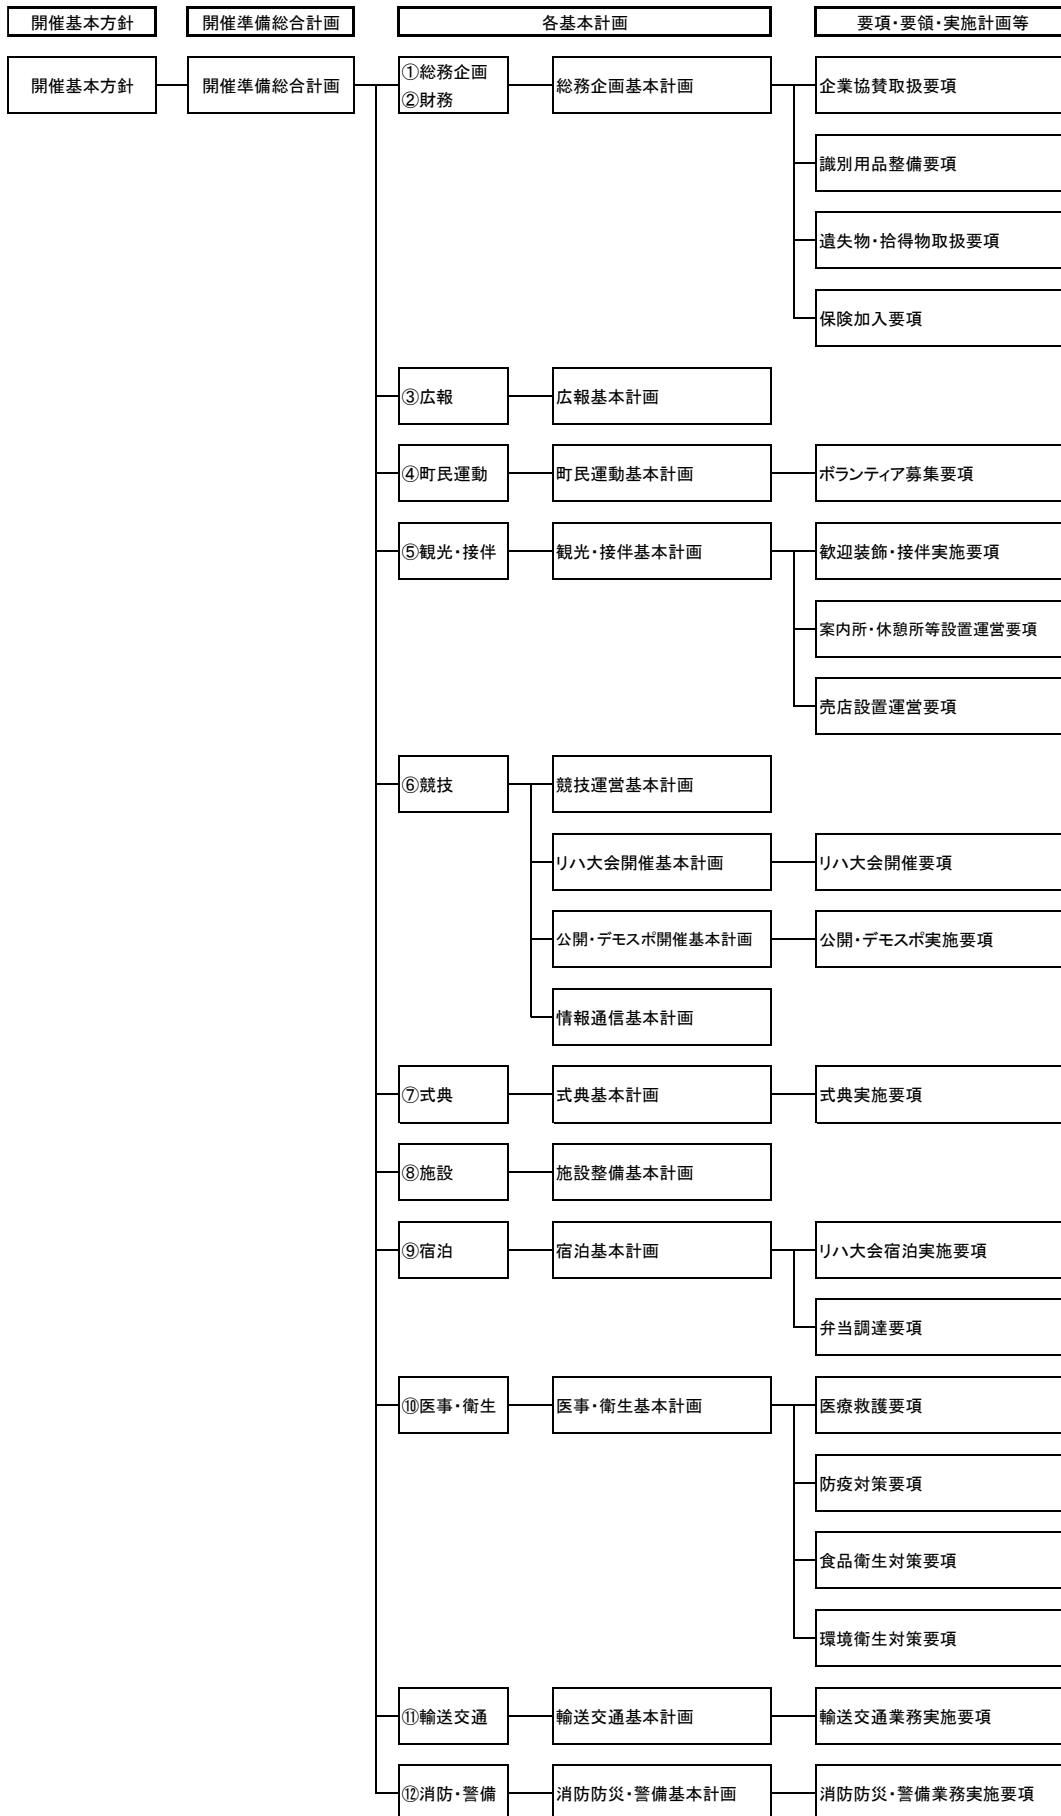 開催基本方針
開催準備総合計画
各基本計画
要項・要領・実施計画等
開催基本方針
開催準備総合計画
①総務企画
②財務
総務企画基本計画
企業協賛取扱要項
識別用品整備要項
遺失物・拾得物取扱要項
保険加入要項
③広報
広報基本計画
④町民運動
町民運動基本計画
ボランティア募集要項
⑤観光・接伴
観光・接伴基本計画
歓迎装飾・接伴実施要項
案内所・休憩所等設置運営要項
売店設置運営要項
⑥競技
競技運営基本計画
リハ大会開催基本計画
リハ大会開催要項
公開・デモスポ開催基本計画
公開・デモスポ実施要項
情報通信基本計画
⑦式典
式典基本計画
式典実施要項
⑧施設
施設整備基本計画
⑨宿泊
宿泊基本計画
リハ大会宿泊実施要項
弁当調達要項
⑩医事・衛生
医事・衛生基本計画
医療救護要項
防疫対策要項
食品衛生対策要項
環境衛生対策要項
⑪輸送交通
輸送交通基本計画
輸送交通業務実施要項
⑫消防・警備
消防防災・警備基本計画
消防防災・警備業務実施要項